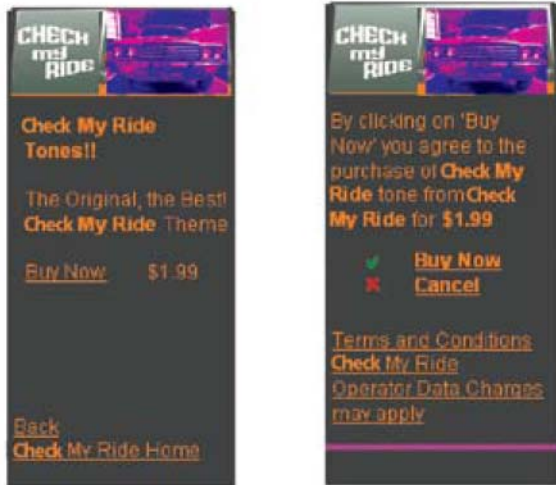 CHECK
my
RIDE
Check My Ride
Tones!!
The Original, the Best!
Check My Ride Theme
Buy Now $1.99
Back
Check My Ride Home
CHECK
my
RIDE
By clicking on 'Buy
Now' you agree to the
purchase of Check My
Ride tone from Check
My Ride for $1.99
Buy Now
Cancel
Terms and Conditions
Check My Ride
Operator Data Charges
may apply